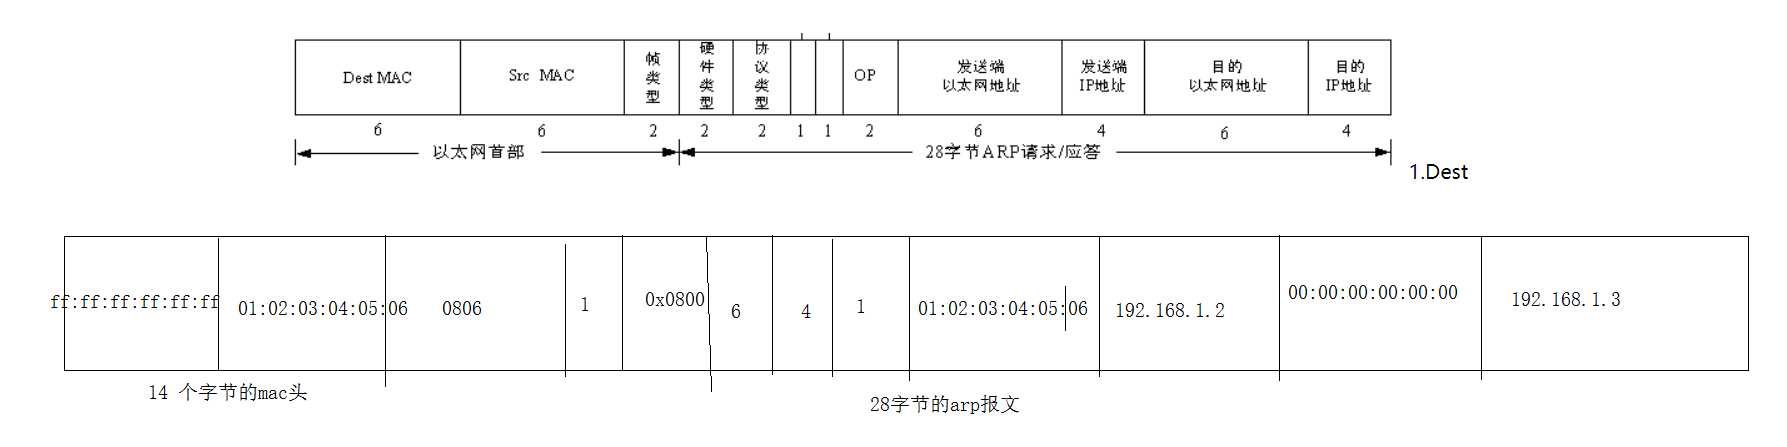 Dest MAC
Src MAC
帧类型
硬件类型
协议类型
OP
发送端
以太网地址
发送端
IP地址
目的
以太网地址
目的
IP地址
6
6
2
2
2
1
1
2
6
4
6
4
以太网首部
28字节ARP请求/应答
1.Dest
ff:ff:ff:ff:ff:ff
01:02:03:04:05:06
0806
1
0x0800
6
4
1
01:02:03:04:05:06
192.168.1.2
00:00:00:00:00:00
192.168.1.3
14 个字节的mac头
28字节的arp报文